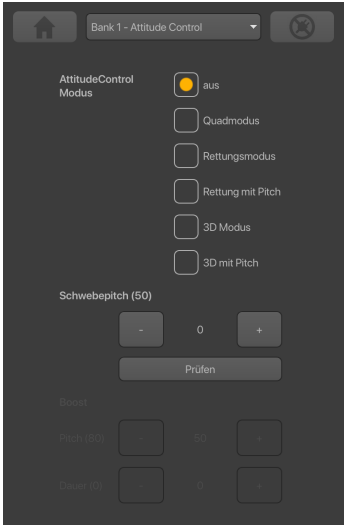 Bank 1 - Attitude Control
AttitudeControl
Modus
aus
Quadmodus
Rettungsmodus
Rettung mit Pitch
3D Modus
3D mit Pitch
Schwebepitch (50)
- 0 +
Prüfen
Boost
Pitch (80) - 50 +
Dauer (0) - 0 +